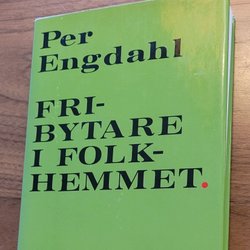 Per
Engdahl
FRI-
BYTARE
I FOLK-
HEMMET.